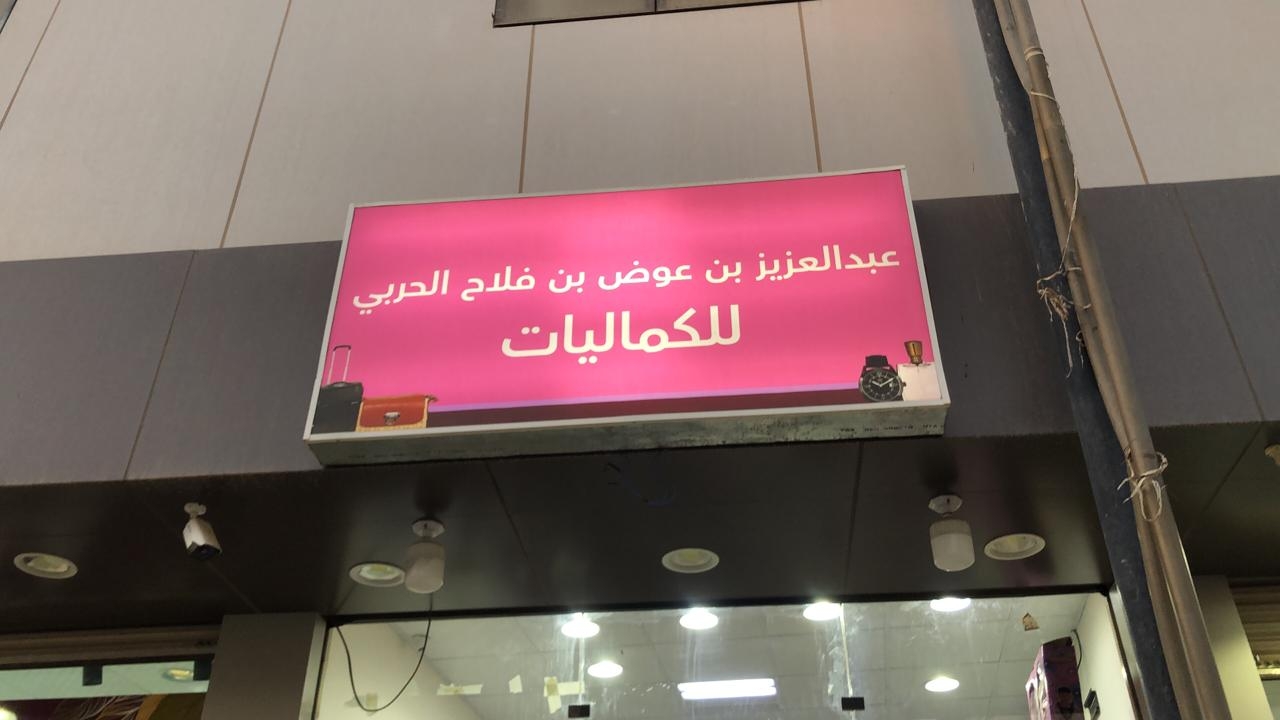 عبدالعزيز بن عوض بن فلاح الحربي
للكماليات